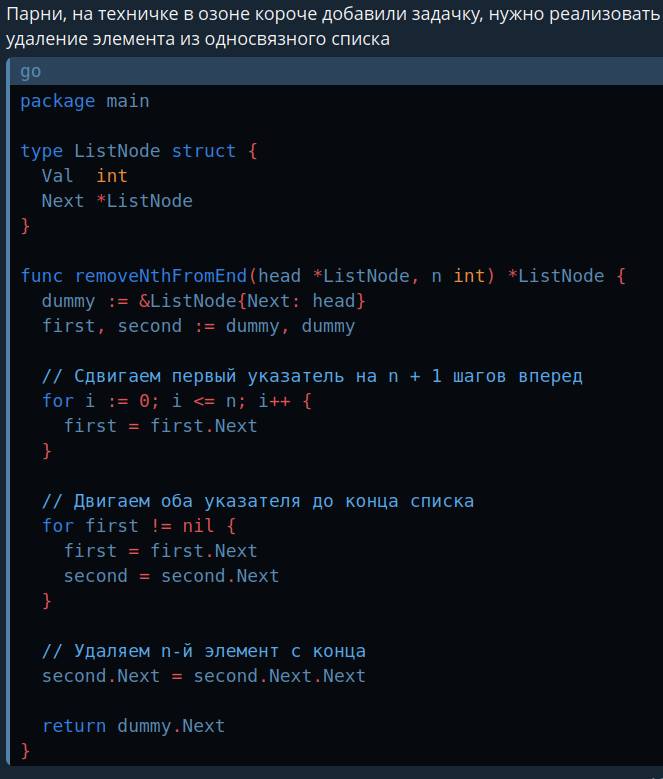 Парни, на техничке в озоне короче добавили задачку, нужно реализовать
удаление элемента из односвязного списка
go
package main

type ListNode struct {
  Val  int
  Next *ListNode
}

func removeNthFromEnd(head *ListNode, n int) *ListNode {
  dummy := &ListNode{Next: head}
  first, second := dummy, dummy

  // Сдвигаем первый указатель на n + 1 шагов вперед
  for i := 0; i <= n; i++ {
    first = first.Next
  }

  // Двигаем оба указателя до конца списка
  for first != nil {
    first = first.Next
    second = second.Next
  }

  // Удаляем n-й элемент с конца
  second.Next = second.Next.Next

  return dummy.Next
}